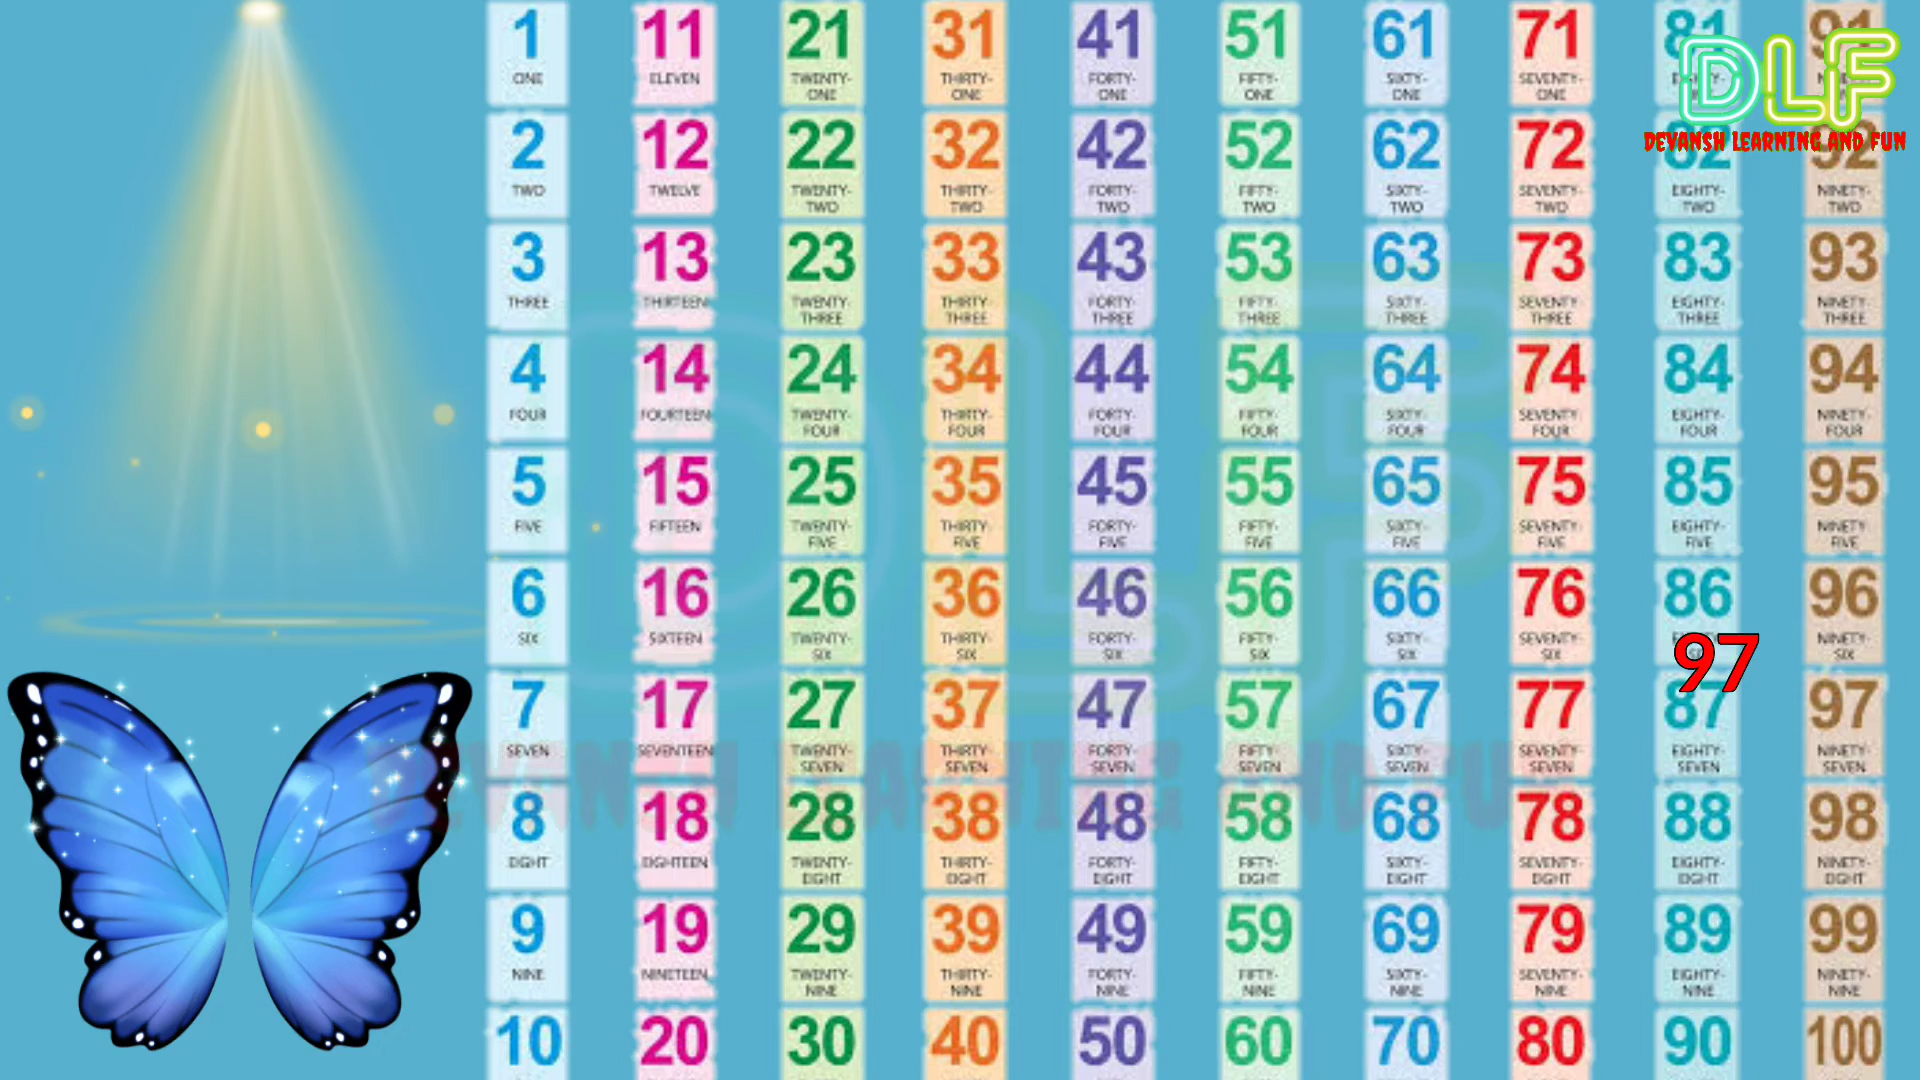 1 11 21 31 41 51 61 71 81 91
ONE ELEVEN TWENTY- THIRTY- FORTY- FIFTY- SIXTY- SEVENTY-
ONE ONE ONE ONE ONE ONE
DLF
DEVANSH LEARNING AND FUN
2 12 22 32 42 52 62 72 82 92
TWO TWELVE TWENTY- THIRTY- FORTY- FIFTY- SIXTY- SEVENTY- EIGHTY- NINETY-
TWO TWO TWO TWO TWO TWO TWO TWO
3 13 23 33 43 53 63 73 83 93
THREE THIRTEEN TWENTY- THIRTY- FORTY- FIFTY- SIXTY- SEVENTY- EIGHTY- NINETY-
THREE THREE THREE THREE THREE THREE THREE THREE
4 14 24 34 44 54 64 74 84 94
FOUR FOURTEEN TWENTY- THIRTY- FORTY- FIFTY- SIXTY- SEVENTY- EIGHTY- NINETY-
FOUR FOUR FOUR FOUR FOUR FOUR FOUR FOUR
5 15 25 35 45 55 65 75 85 95
FIVE FIFTEEN TWENTY- THIRTY- FORTY- FIFTY- SIXTY- SEVENTY- EIGHTY- NINETY-
FIVE FIVE FIVE FIVE FIVE FIVE FIVE FIVE
6 16 26 36 46 56 66 76 86 96
SIX SIXTEEN TWENTY- THIRTY- FORTY- FIFTY- SIXTY- SEVENTY- NINETY-
SIX SIX SIX SIX SIX SIX SIX
97
7 17 27 37 47 57 67 77 87 97
SEVEN SEVENTEEN TWENTY- THIRTY- FORTY- FIFTY- SIXTY- SEVENTY- EIGHTY- NINETY-
SEVEN SEVEN SEVEN SEVEN SEVEN SEVEN SEVEN SEVEN
DLF
DEVANSH LEARNING AND FUN
8 18 28 38 48 58 68 78 88 98
EIGHT EIGHTEEN TWENTY- THIRTY- FORTY- FIFTY- SIXTY- SEVENTY- EIGHTY- NINETY-
EIGHT EIGHT EIGHT EIGHT EIGHT EIGHT EIGHT EIGHT
9 19 29 39 49 59 69 79 89 99
NINE NINETEEN TWENTY- THIRTY- FORTY- FIFTY- SIXTY- SEVENTY- EIGHTY- NINETY-
NINE NINE NINE NINE NINE NINE NINE NINE
10 20 30 40 50 60 70 80 90 100